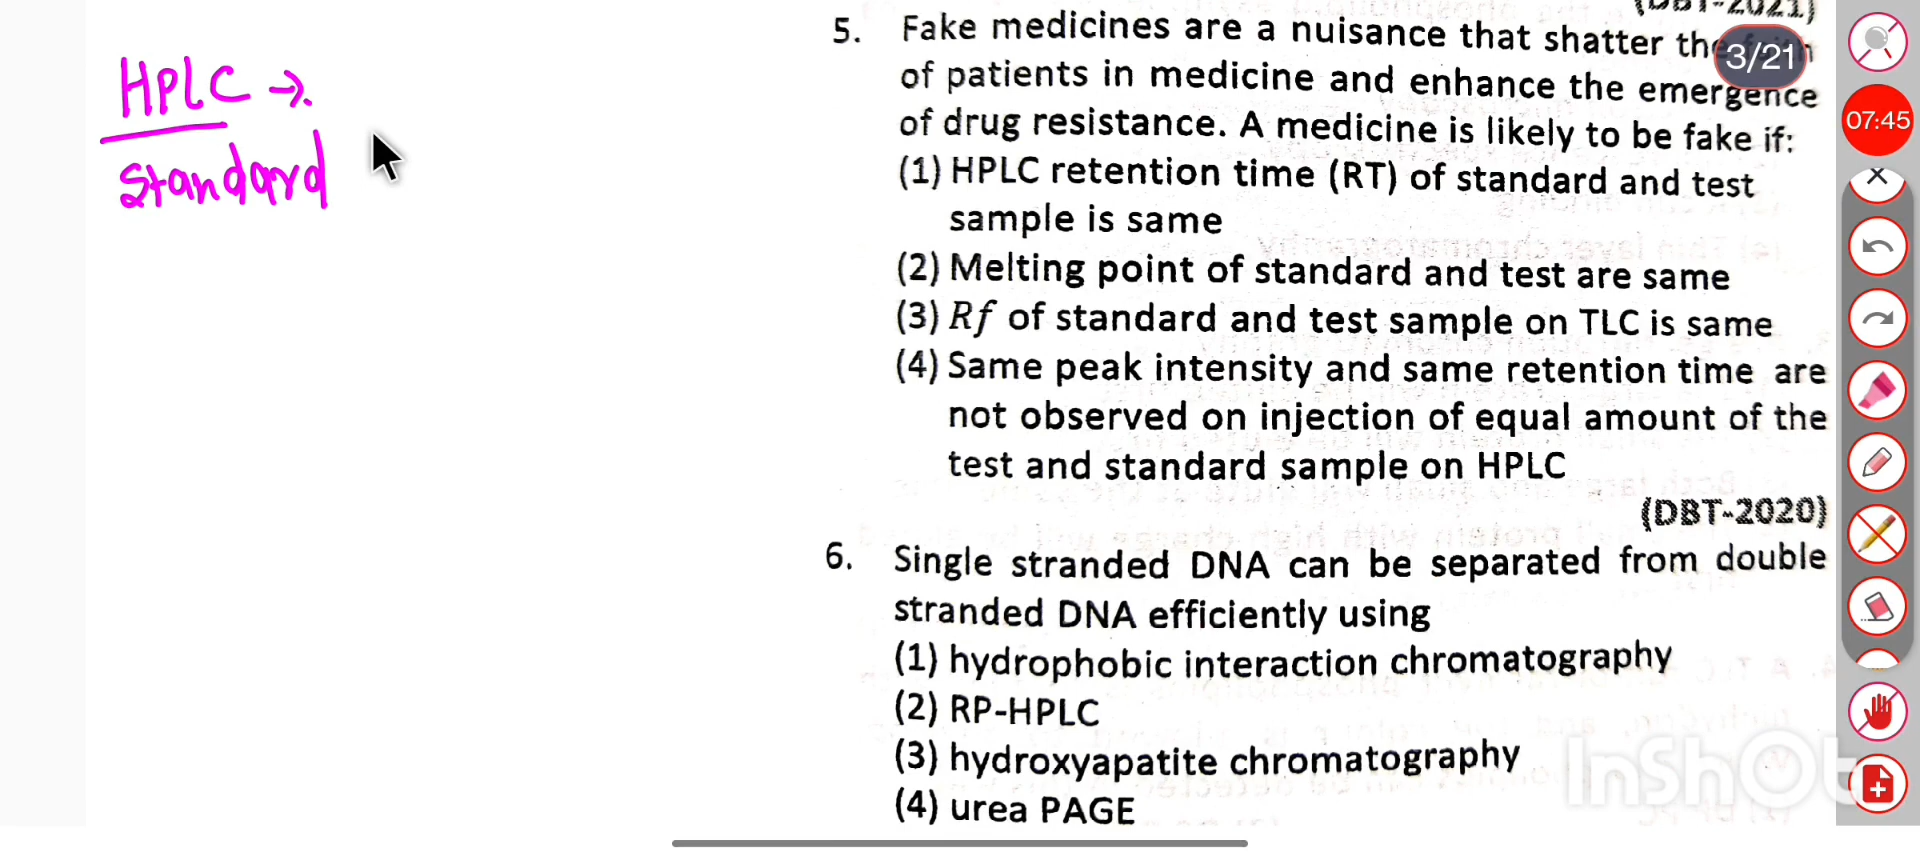 HPLC →.
Standard
(DBT-2021)
5. Fake medicines are a nuisance that shatter the faith
of patients in medicine and enhance the emergence
of drug resistance. A medicine is likely to be fake if:
(1) HPLC retention time (RT) of standard and test
sample is same
(2) Melting point of standard and test are same
(3) Rf of standard and test sample on TLC is same
(4) Same peak intensity and same retention time are
not observed on injection of equal amount of the
test and standard sample on HPLC
(DBT-2020)
6. Single stranded DNA can be separated from double
stranded DNA efficiently using
(1) hydrophobic interaction chromatography
(2) RP-HPLC
(3) hydroxyapatite chromatography
(4) urea PAGE
3/21
07:45
InShOt